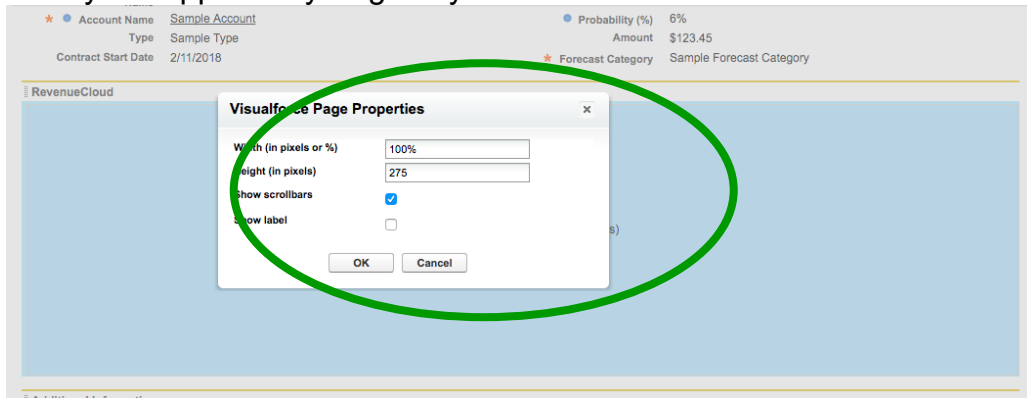 * Account Name Sample Account Probability (%) 6%
Type Sample Type Amount $123.45
Contract Start Date 2/11/2018 * Forecast Category Sample Forecast Category
RevenueCloud
Visualforce Page Properties x
Width (in pixels or %) 100%
Height (in pixels) 275
Show scrollbars
Show label
s)
OK Cancel